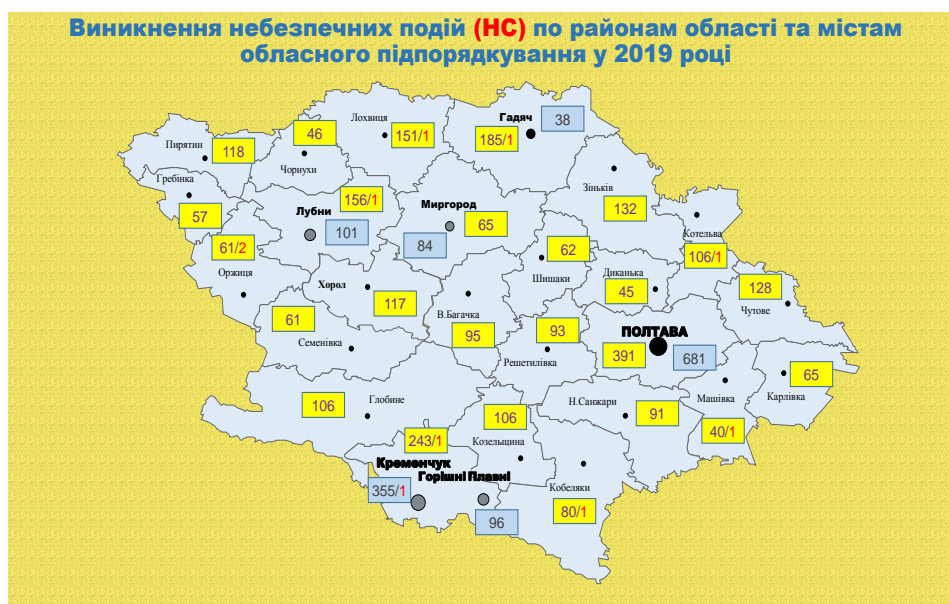 Виникнення небезпечних подій (НС) по районам області та містам
обласного підпорядкування у 2019 році
Лохвиця
151/1
Гадяч
38
185/1
46
Чорнухи
Пирятин
118
Гребінка
57
Зіньків
132
156/1
Лубни
101
Миргород
65
84
Котельва
106/1
61/2
Оржиця
62
Шишаки
Диканька
45
128
Чутове
Хорол
117
61
Семенівка
В.Багачка
95
93
Решетилівка
ПОЛТАВА
391
681
65
Карлівка
Машівка
40/1
106
Глобине
106
Козельщина
Н.Санжари
91
243/1
Кременчук
355/1
Горішні Плавні
96
Кобеляки
80/1